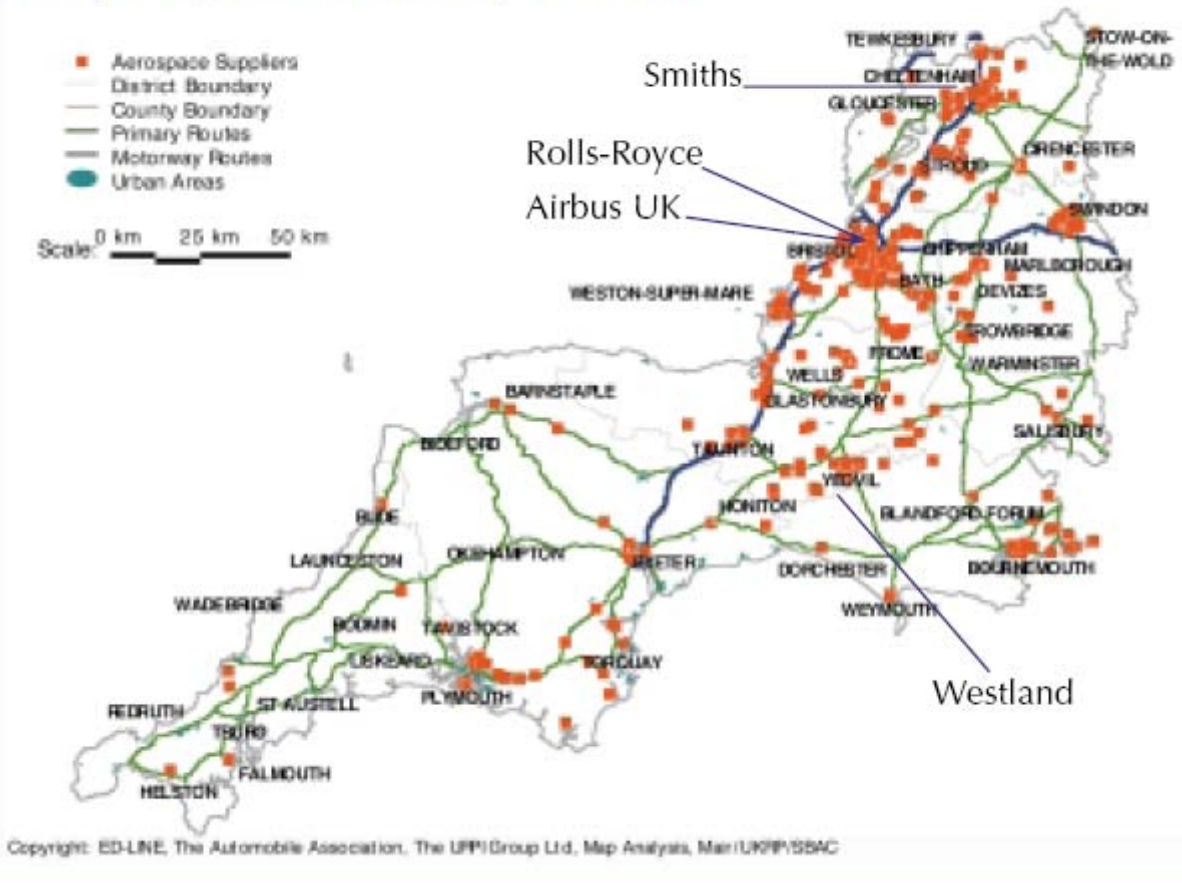 Aerospace Suppliers
District Boundary
County Boundary
Primary Routes
Motorway Routes
Urban Areas
Scale:
0 km 25 km 50 km
TEWKESBURY
STOW-ON-
THE-WOLD
Smiths
CHELTENHAM
GLOUCESTER
Rolls-Royce
CIRENCESTER
STROUD
Airbus UK
SWINDON
BRISTOL
CHIPPENHAM
MARLBOROUGH
BATH
DEVIZES
WESTON-SUPER-MARE
TROWBRIDGE
FROME
WARMINSTER
WELLS
BARNSTAPLE
GLASTONBURY
SALISBURY
BIDEFORD
TAUNTON
YEOVIL
HONITON
BLANDFORD FORUM
BUDE
LAUNCESTON
OKEHAMPTON
EXETER
DORCHESTER
BOURNEMOUTH
WADEBRIDGE
WEYMOUTH
BODMIN
TAVISTOCK
LISKEARD
TORQUAY
PLYMOUTH
Westland
ST AUSTELL
REDRUTH
FALMOUTH
HELSTON
Copyright: ED-LINE, The Automobile Association, The UPPI Group Ltd, Map Analysis, Mair/UKRP/SBAC